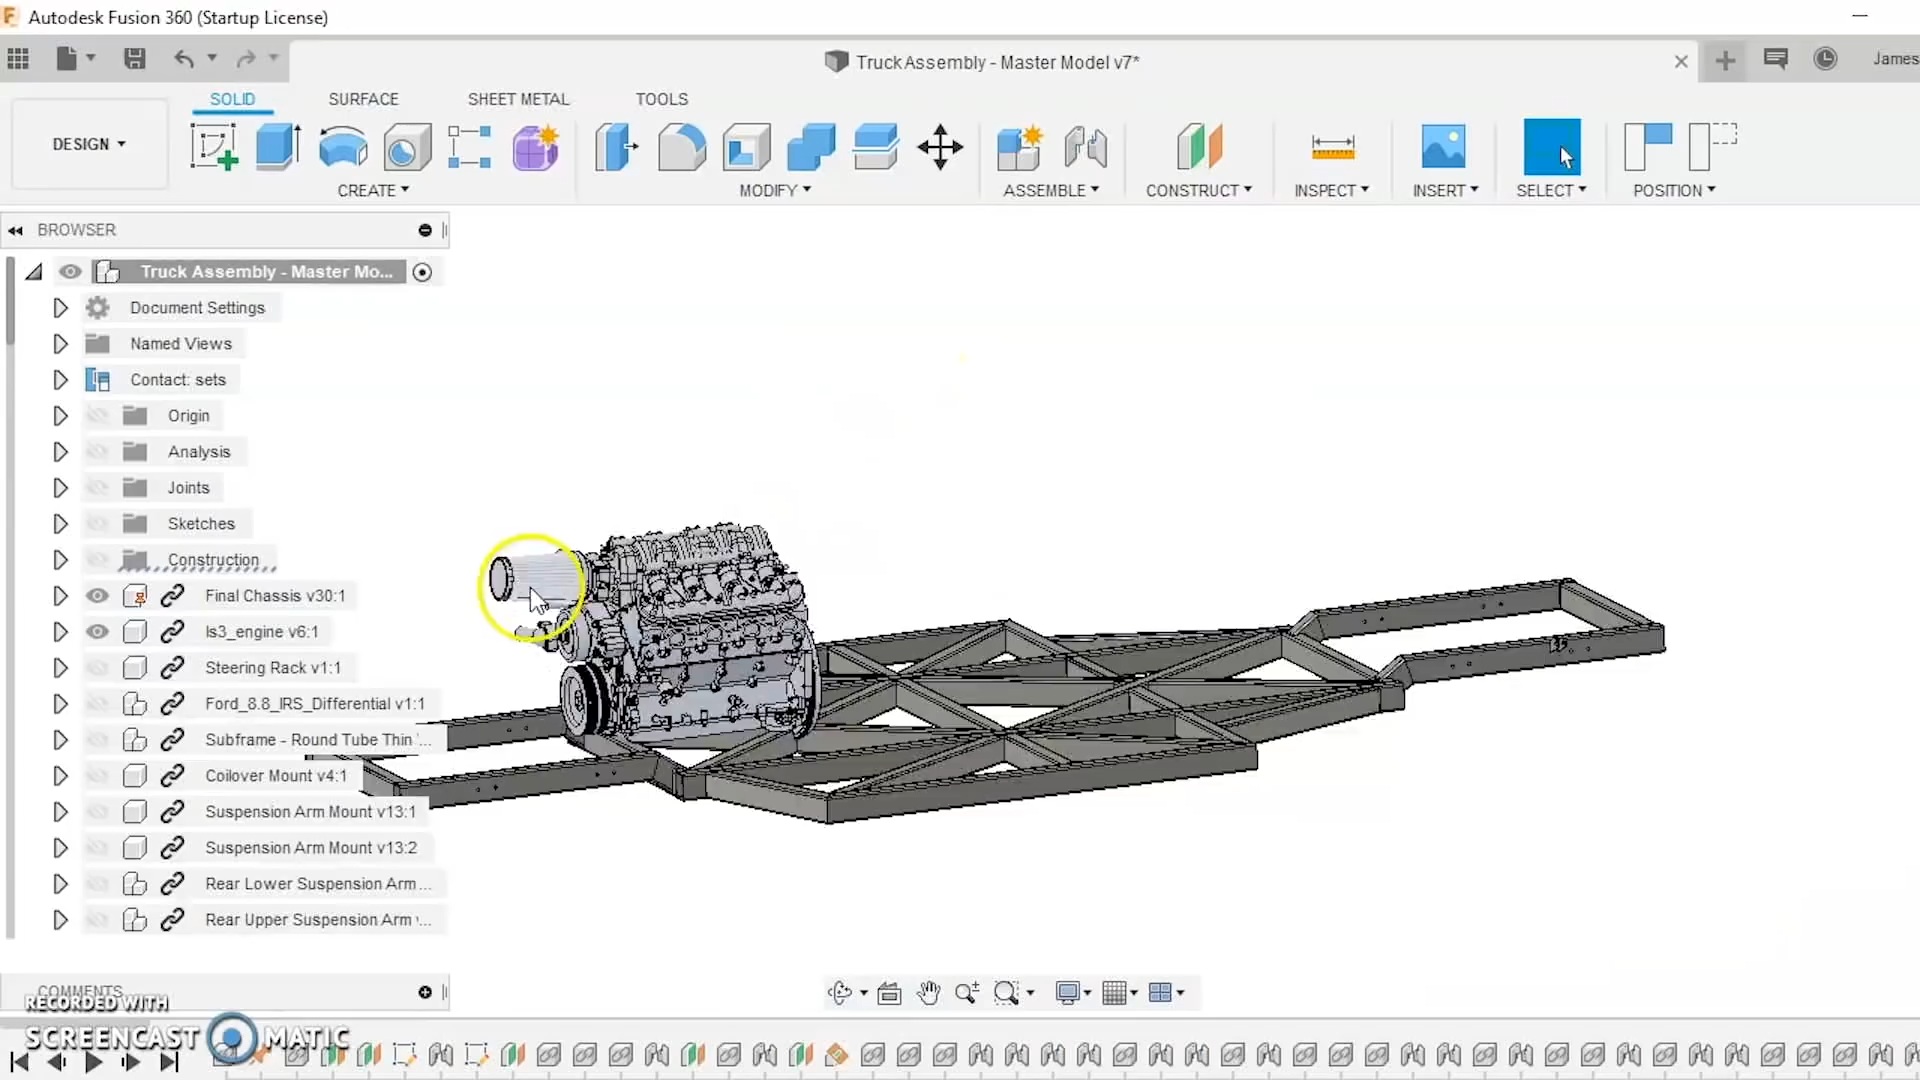 Autodesk Fusion 360 (Startup License)
Truck Assembly - Master Model v7*
James
DESIGN
SOLID
SURFACE
SHEET METAL
TOOLS
CREATE
MODIFY
ASSEMBLE
CONSTRUCT
INSPECT
INSERT
SELECT
POSITION
BROWSER
Truck Assembly - Master Mo...
Document Settings
Named Views
Contact: sets
Origin
Analysis
Joints
Sketches
Construction
Final Chassis v30:1
ls3_engine v6:1
Steering Rack v1:1
Ford_8.8_IRS_Differential v1:1
Subframe - Round Tube Thin '...
Coilover Mount v4:1
Suspension Arm Mount v13:1
Suspension Arm Mount v13:2
Rear Lower Suspension Arm ...
Rear Upper Suspension Arm ...
COMMENTS
RECORDED WITH
SCREENCAST MATIC